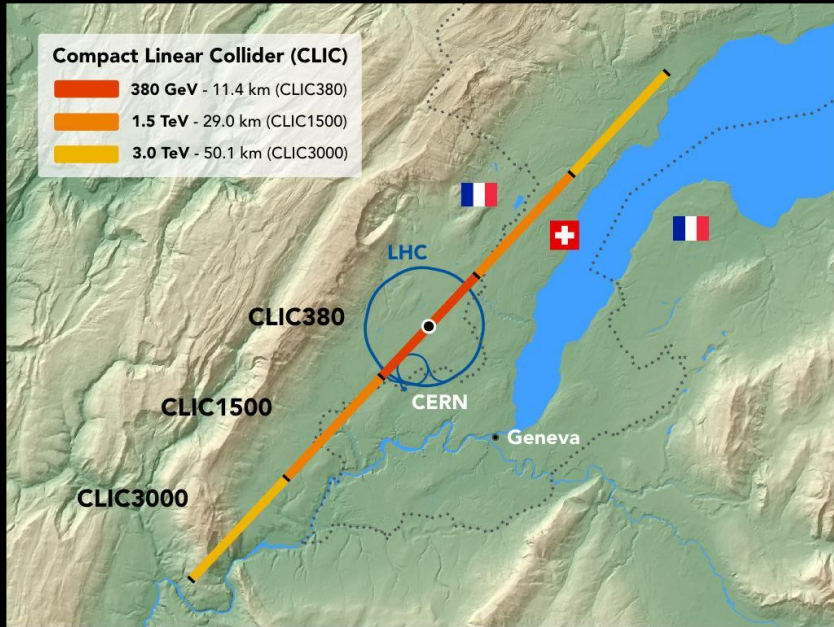 Compact Linear Collider (CLIC)
380 GeV - 11.4 km (CLIC380)
1.5 TeV - 29.0 km (CLIC1500)
3.0 TeV - 50.1 km (CLIC3000)
LHC
CLIC380
CERN
CLIC1500
Geneva
CLIC3000